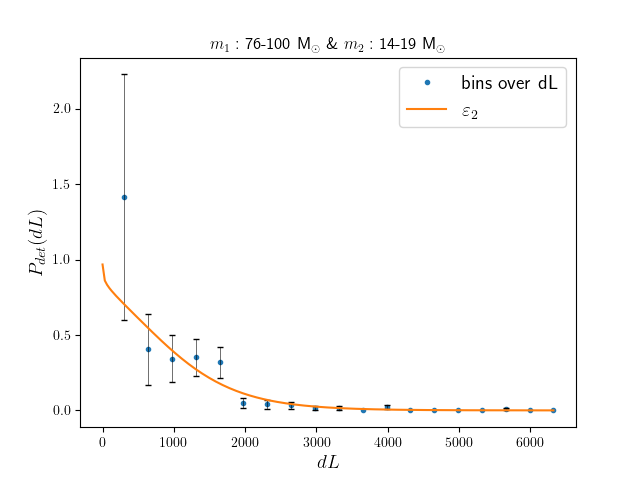 m₁ : 76-100 M⊙ & m₂ : 14-19 M⊙
bins over dL
ε₂
P_det(dL)
2.0
1.5
1.0
0.5
0.0
0 1000 2000 3000 4000 5000 6000
dL